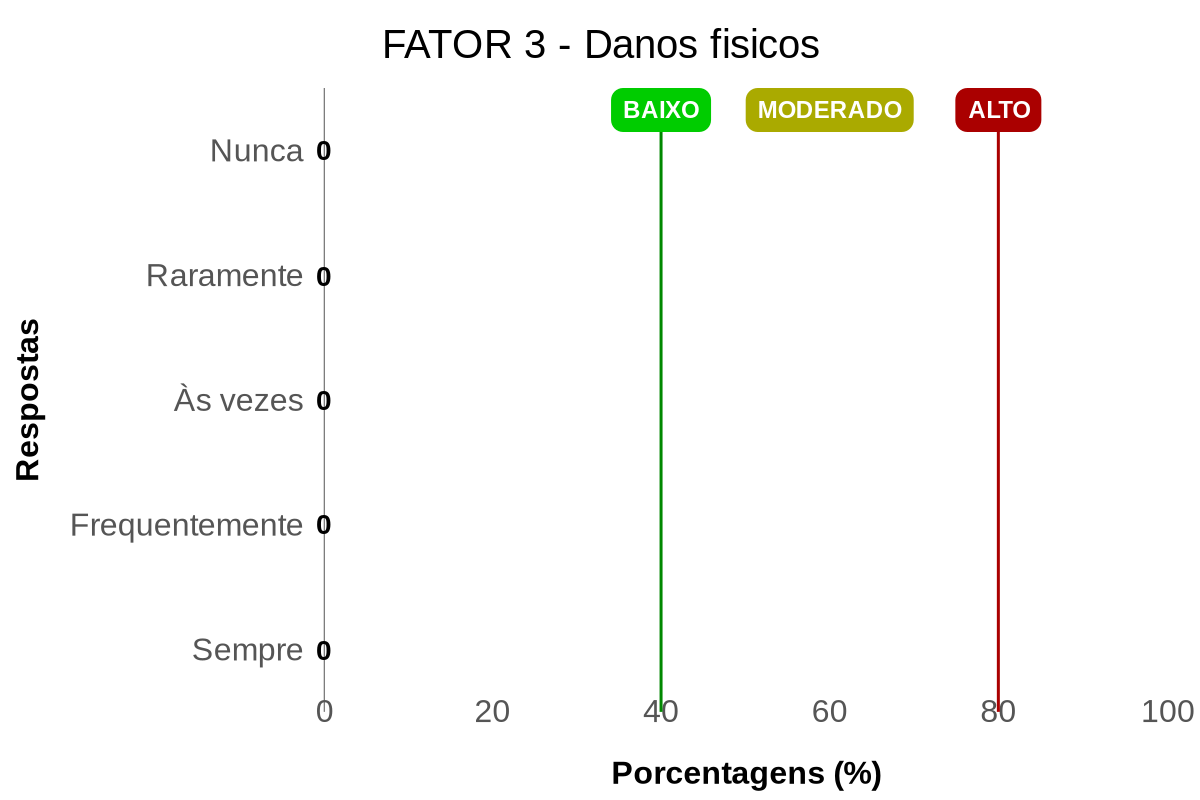 FATOR 3 - Danos fisicos
BAIXO MODERADO ALTO
Nunca 0
Raramente 0
Às vezes 0
Frequentemente 0
Sempre 0
Respostas
0 20 40 60 80 100
Porcentagens (%)